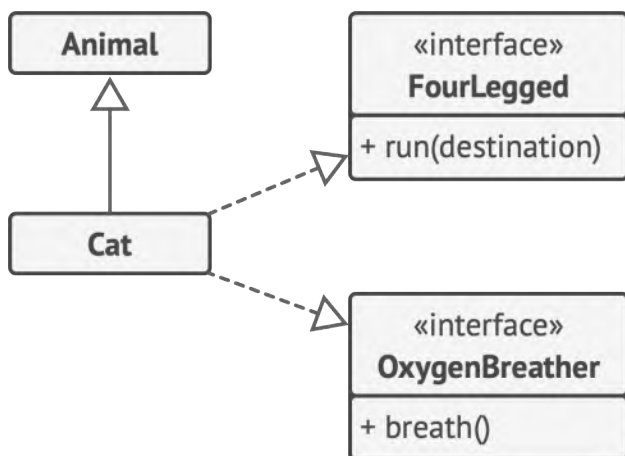 Animal
Cat
«interface»
FourLegged
+ run(destination)
«interface»
OxygenBreather
+ breath()